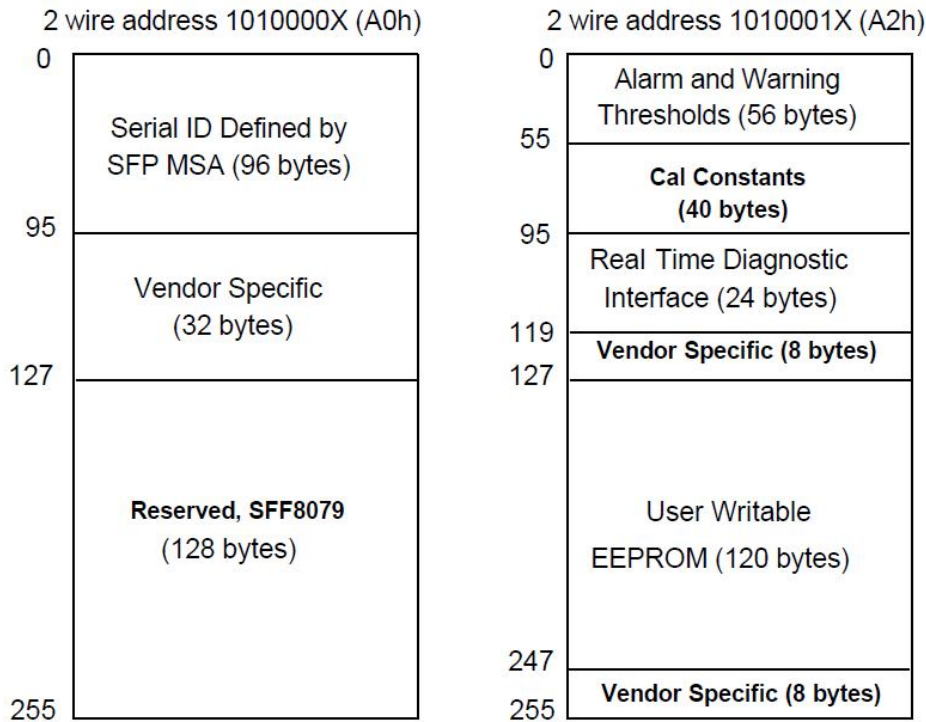 2 wire address 1010000X (A0h)
0
Serial ID Defined by
SFP MSA (96 bytes)
95
Vendor Specific
(32 bytes)
127
Reserved, SFF8079
(128 bytes)
255
2 wire address 1010001X (A2h)
0
Alarm and Warning
Thresholds (56 bytes)
55
Cal Constants
(40 bytes)
95
Real Time Diagnostic
Interface (24 bytes)
119
Vendor Specific (8 bytes)
127
User Writable
EEPROM (120 bytes)
247
Vendor Specific (8 bytes)
255